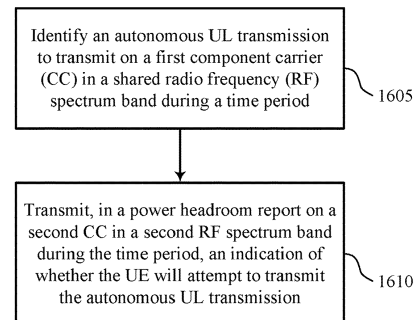 Identify an autonomous UL transmission
to transmit on a first component carrier
(CC) in a shared radio frequency (RF)
spectrum band during a time period
1605
Transmit, in a power headroom report on a
second CC in a second RF spectrum band
during the time period, an indication of
whether the UE will attempt to transmit
the autonomous UL transmission
1610